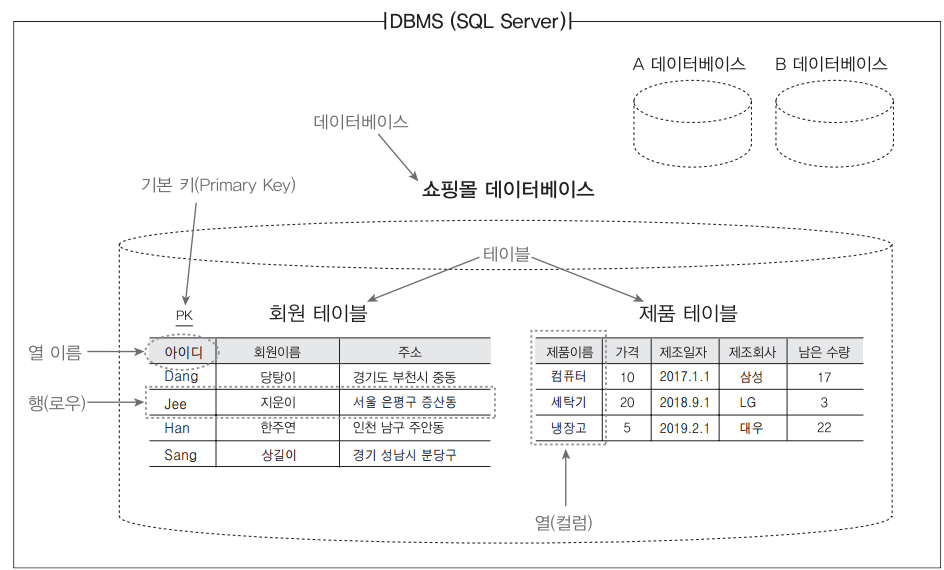 DBMS (SQL Server)
A 데이터베이스 B 데이터베이스
데이터베이스
기본 키(Primary Key)
쇼핑몰 데이터베이스
테이블
PK
회원 테이블
제품 테이블
열 이름
아이디 회원이름 주소
Dang 당탕이 경기도 부천시 중동
행(로우)
Jee 지운이 서울 은평구 증산동
Han 한주연 인천 남구 주안동
Sang 상길이 경기 성남시 분당구
제품이름 가격 제조일자 제조회사 남은 수량
컴퓨터 10 2017.1.1 삼성 17
세탁기 20 2018.9.1 LG 3
냉장고 5 2019.2.1 대우 22
열(컬럼)